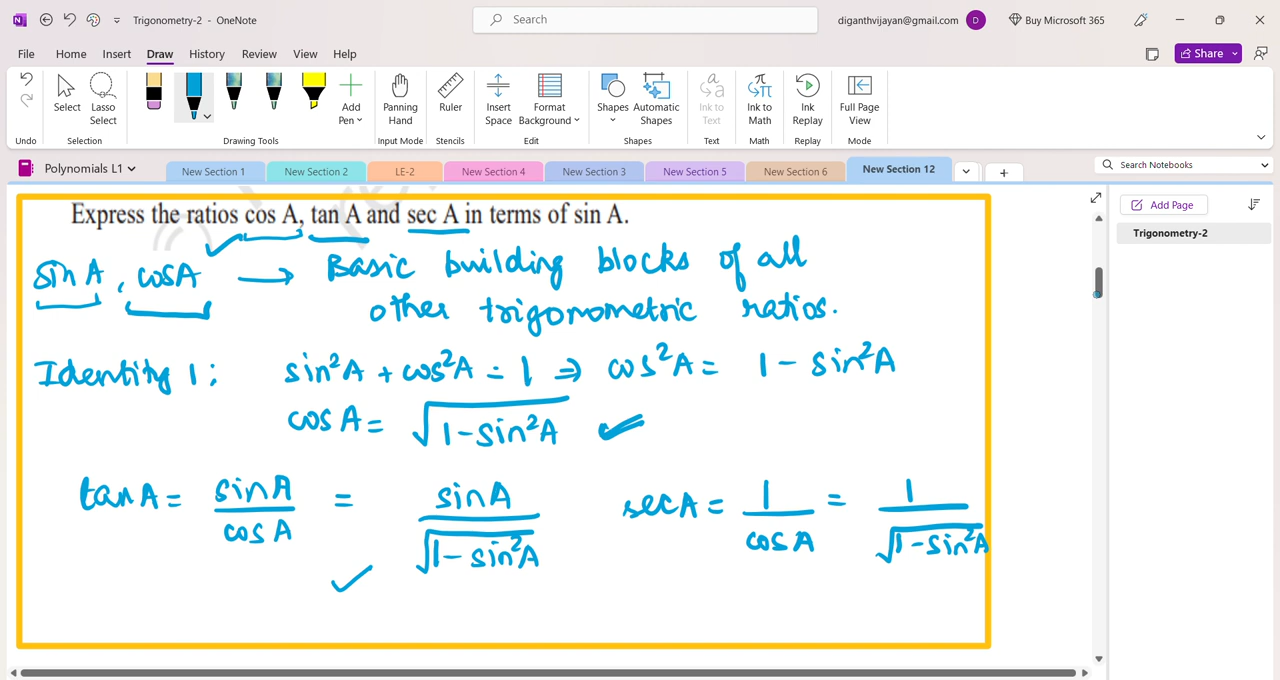 Trigonometry-2 - OneNote
Search
diganthvijayan@gmail.com
D
Buy Microsoft 365
File Home Insert Draw History Review View Help
Share
Select
Lasso Select
Add Pen
Panning Hand
Ruler
Insert Space
Format Background
Shapes
Automatic Shapes
Ink to Text
Ink to Math
Ink Replay
Full Page View
Undo Selection Drawing Tools Input Mode Stencils Edit Shapes Text Math Replay Mode
Polynomials L1
New Section 1 New Section 2 LE-2 New Section 4 New Section 3 New Section 5 New Section 6 New Section 12
Search Notebooks
Add Page
Trigonometry-2
Express the ratios cos A, tan A and sec A in terms of sin A.
sin A, cos A → Basic building blocks of all
other trigonometric ratios.
Identity 1: sin²A + cos²A = 1 ⇒ cos²A = 1 - sin²A
cos A = √(1-sin²A)
tan A = sin A / cos A = sin A / √(1-sin²A)
sec A = 1 / cos A = 1 / √(1-sin²A)